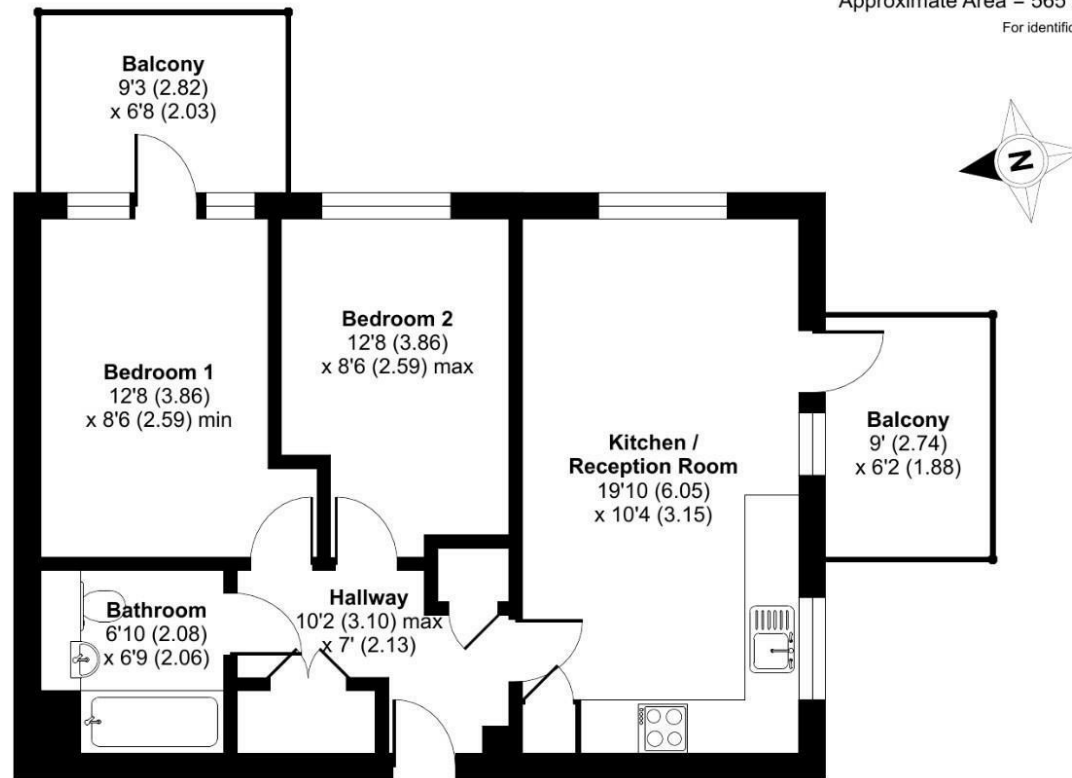 Approximate Area = 565
For identific
Balcony
9'3 (2.82)
x 6'8 (2.03)
N
Bedroom 1
12'8 (3.86)
x 8'6 (2.59) min
Bedroom 2
12'8 (3.86)
x 8'6 (2.59) max
Kitchen /
Reception Room
19'10 (6.05)
x 10'4 (3.15)
Balcony
9' (2.74)
x 6'2 (1.88)
Bathroom
6'10 (2.08)
x 6'9 (2.06)
Hallway
10'2 (3.10) max
x 7' (2.13)